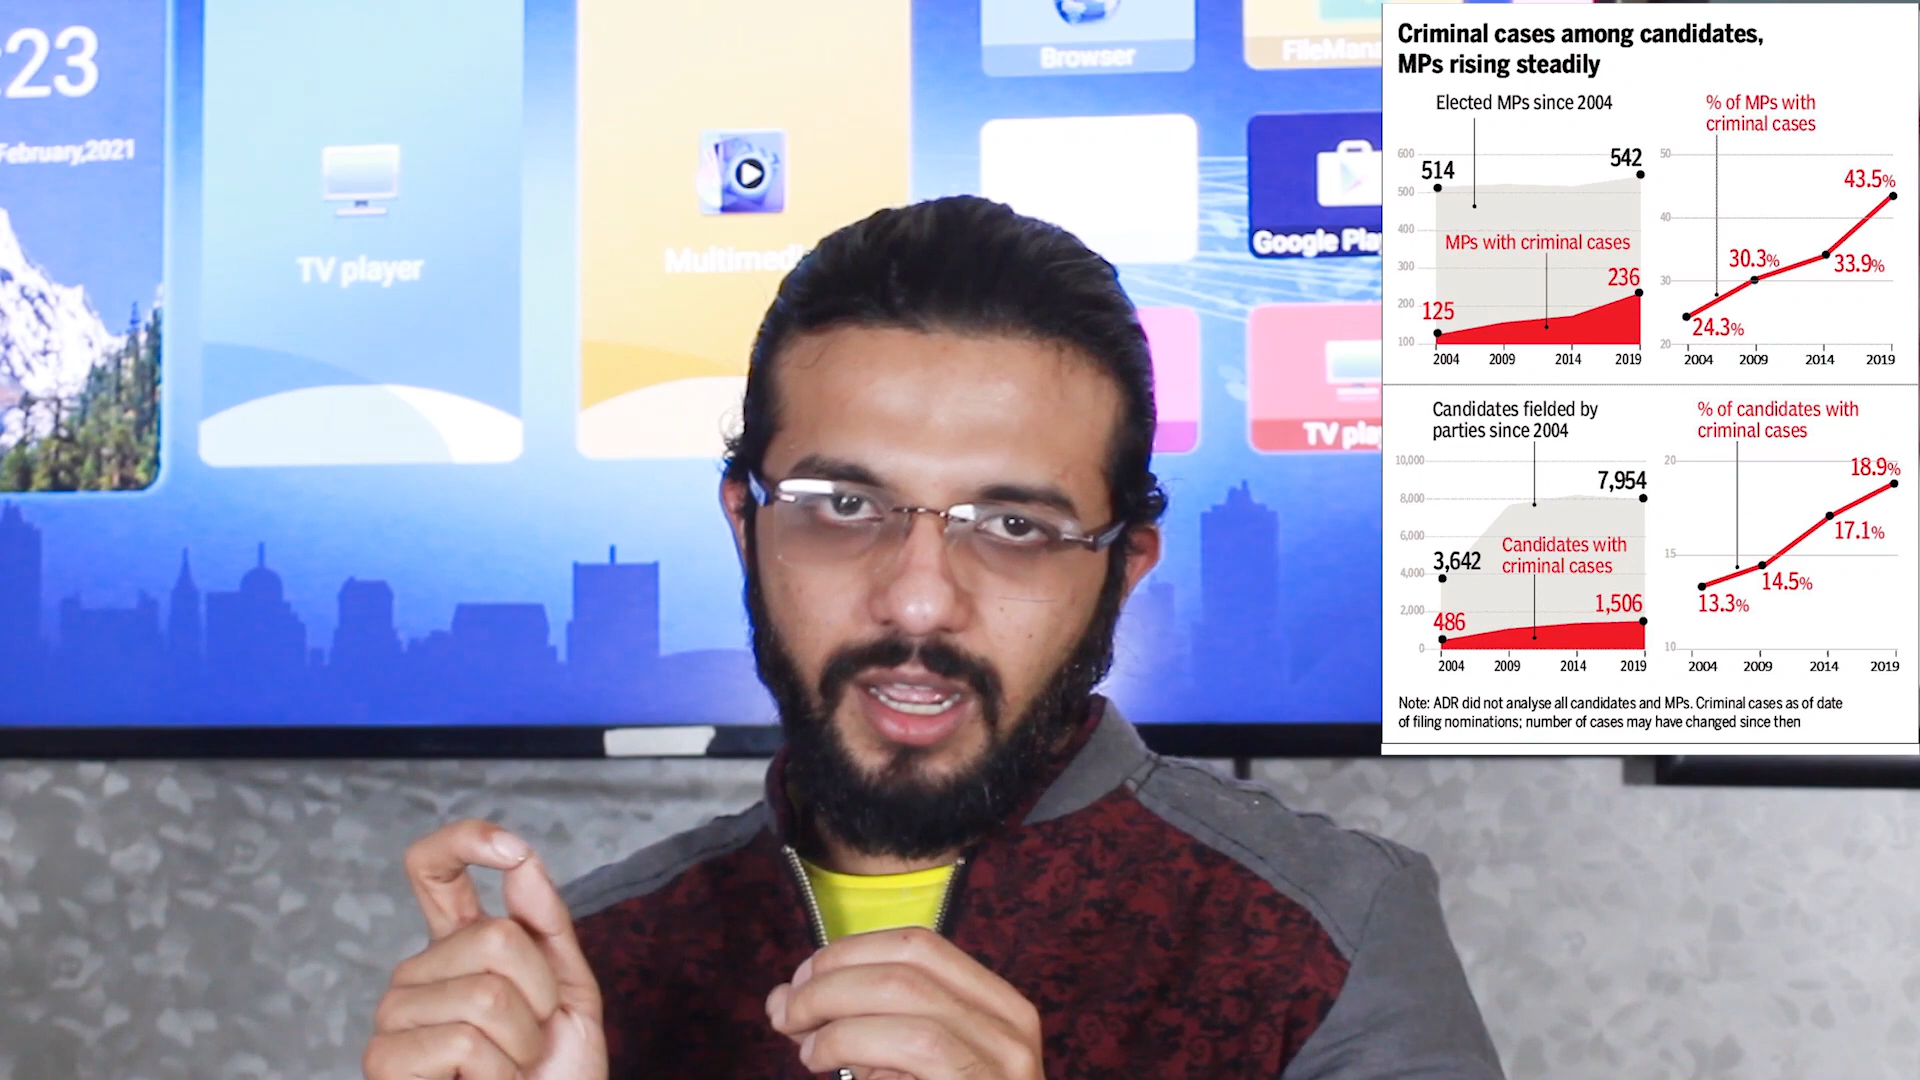 :23
February,2021
TV player
Multimedi
Browser
FileMana
Google Pla
TV pla
Criminal cases among candidates,
MPs rising steadily
Elected MPs since 2004
600
500
400
300
200
100
514
542
MPs with criminal cases
125
236
2004 2009 2014 2019
% of MPs with
criminal cases
50
40
30
20
24.3%
30.3%
33.9%
43.5%
2004 2009 2014 2019
Candidates fielded by
parties since 2004
10,000
8,000
6,000
4,000
2,000
0
3,642
7,954
Candidates with
criminal cases
486
1,506
2004 2009 2014 2019
% of candidates with
criminal cases
20
15
10
13.3%
14.5%
17.1%
18.9%
2004 2009 2014 2019
Note: ADR did not analyse all candidates and MPs. Criminal cases as of date
of filing nominations; number of cases may have changed since then